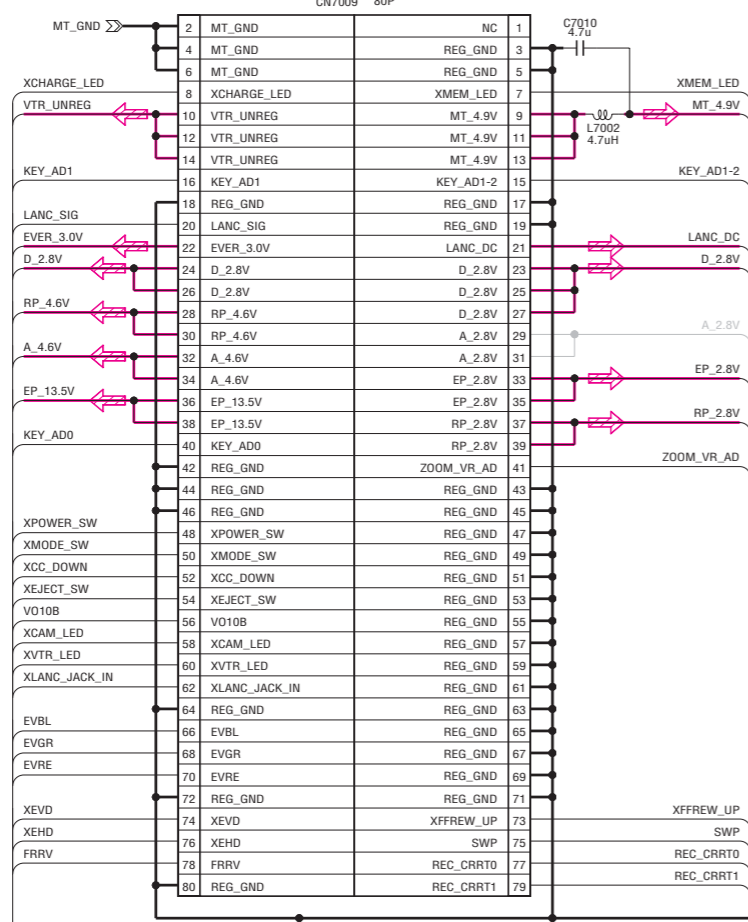 CN7009 80P
MT_GND 2 MT_GND NC 1 C7010
4 MT_GND REG_GND 3 4.7u
6 MT_GND REG_GND 5
XCHARGE_LED 8 XCHARGE_LED XMEM_LED 7 XMEM_LED
VTR_UNREG 10 VTR_UNREG MT_4.9V 9 MT_4.9V
12 VTR_UNREG MT_4.9V 11 L7002
14 VTR_UNREG MT_4.9V 13 4.7uH
KEY_AD1 16 KEY_AD1 KEY_AD1-2 15 KEY_AD1-2
18 REG_GND REG_GND 17
LANC_SIG 20 LANC_SIG REG_GND 19
EVER_3.0V 22 EVER_3.0V LANC_DC 21 LANC_DC
D_2.8V 24 D_2.8V D_2.8V 23 D_2.8V
26 D_2.8V D_2.8V 25
RP_4.6V 28 RP_4.6V D_2.8V 27
30 RP_4.6V A_2.8V 29 A_2.8V
A_4.6V 32 A_4.6V A_2.8V 31
34 A_4.6V EP_2.8V 33 EP_2.8V
EP_13.5V 36 EP_13.5V EP_2.8V 35
38 EP_13.5V RP_2.8V 37 RP_2.8V
KEY_AD0 40 KEY_AD0 RP_2.8V 39
42 REG_GND ZOOM_VR_AD 41 ZOOM_VR_AD
44 REG_GND REG_GND 43
46 REG_GND REG_GND 45
XPOWER_SW 48 XPOWER_SW REG_GND 47
XMODE_SW 50 XMODE_SW REG_GND 49
XCC_DOWN 52 XCC_DOWN REG_GND 51
XEJECT_SW 54 XEJECT_SW REG_GND 53
VO10B 56 VO10B REG_GND 55
XCAM_LED 58 XCAM_LED REG_GND 57
XVTR_LED 60 XVTR_LED REG_GND 59
XLANC_JACK_IN 62 XLANC_JACK_IN REG_GND 61
64 REG_GND REG_GND 63
EVBL 66 EVBL REG_GND 65
EVGR 68 EVGR REG_GND 67
EVRE 70 EVRE REG_GND 69
72 REG_GND REG_GND 71
XEVD 74 XEVD XFFREW_UP 73 XFFREW_UP
XEHD 76 XEHD SWP 75 SWP
FRRV 78 FRRV REC_CRRT0 77 REC_CRRT0
80 REG_GND REC_CRRT1 79 REC_CRRT1